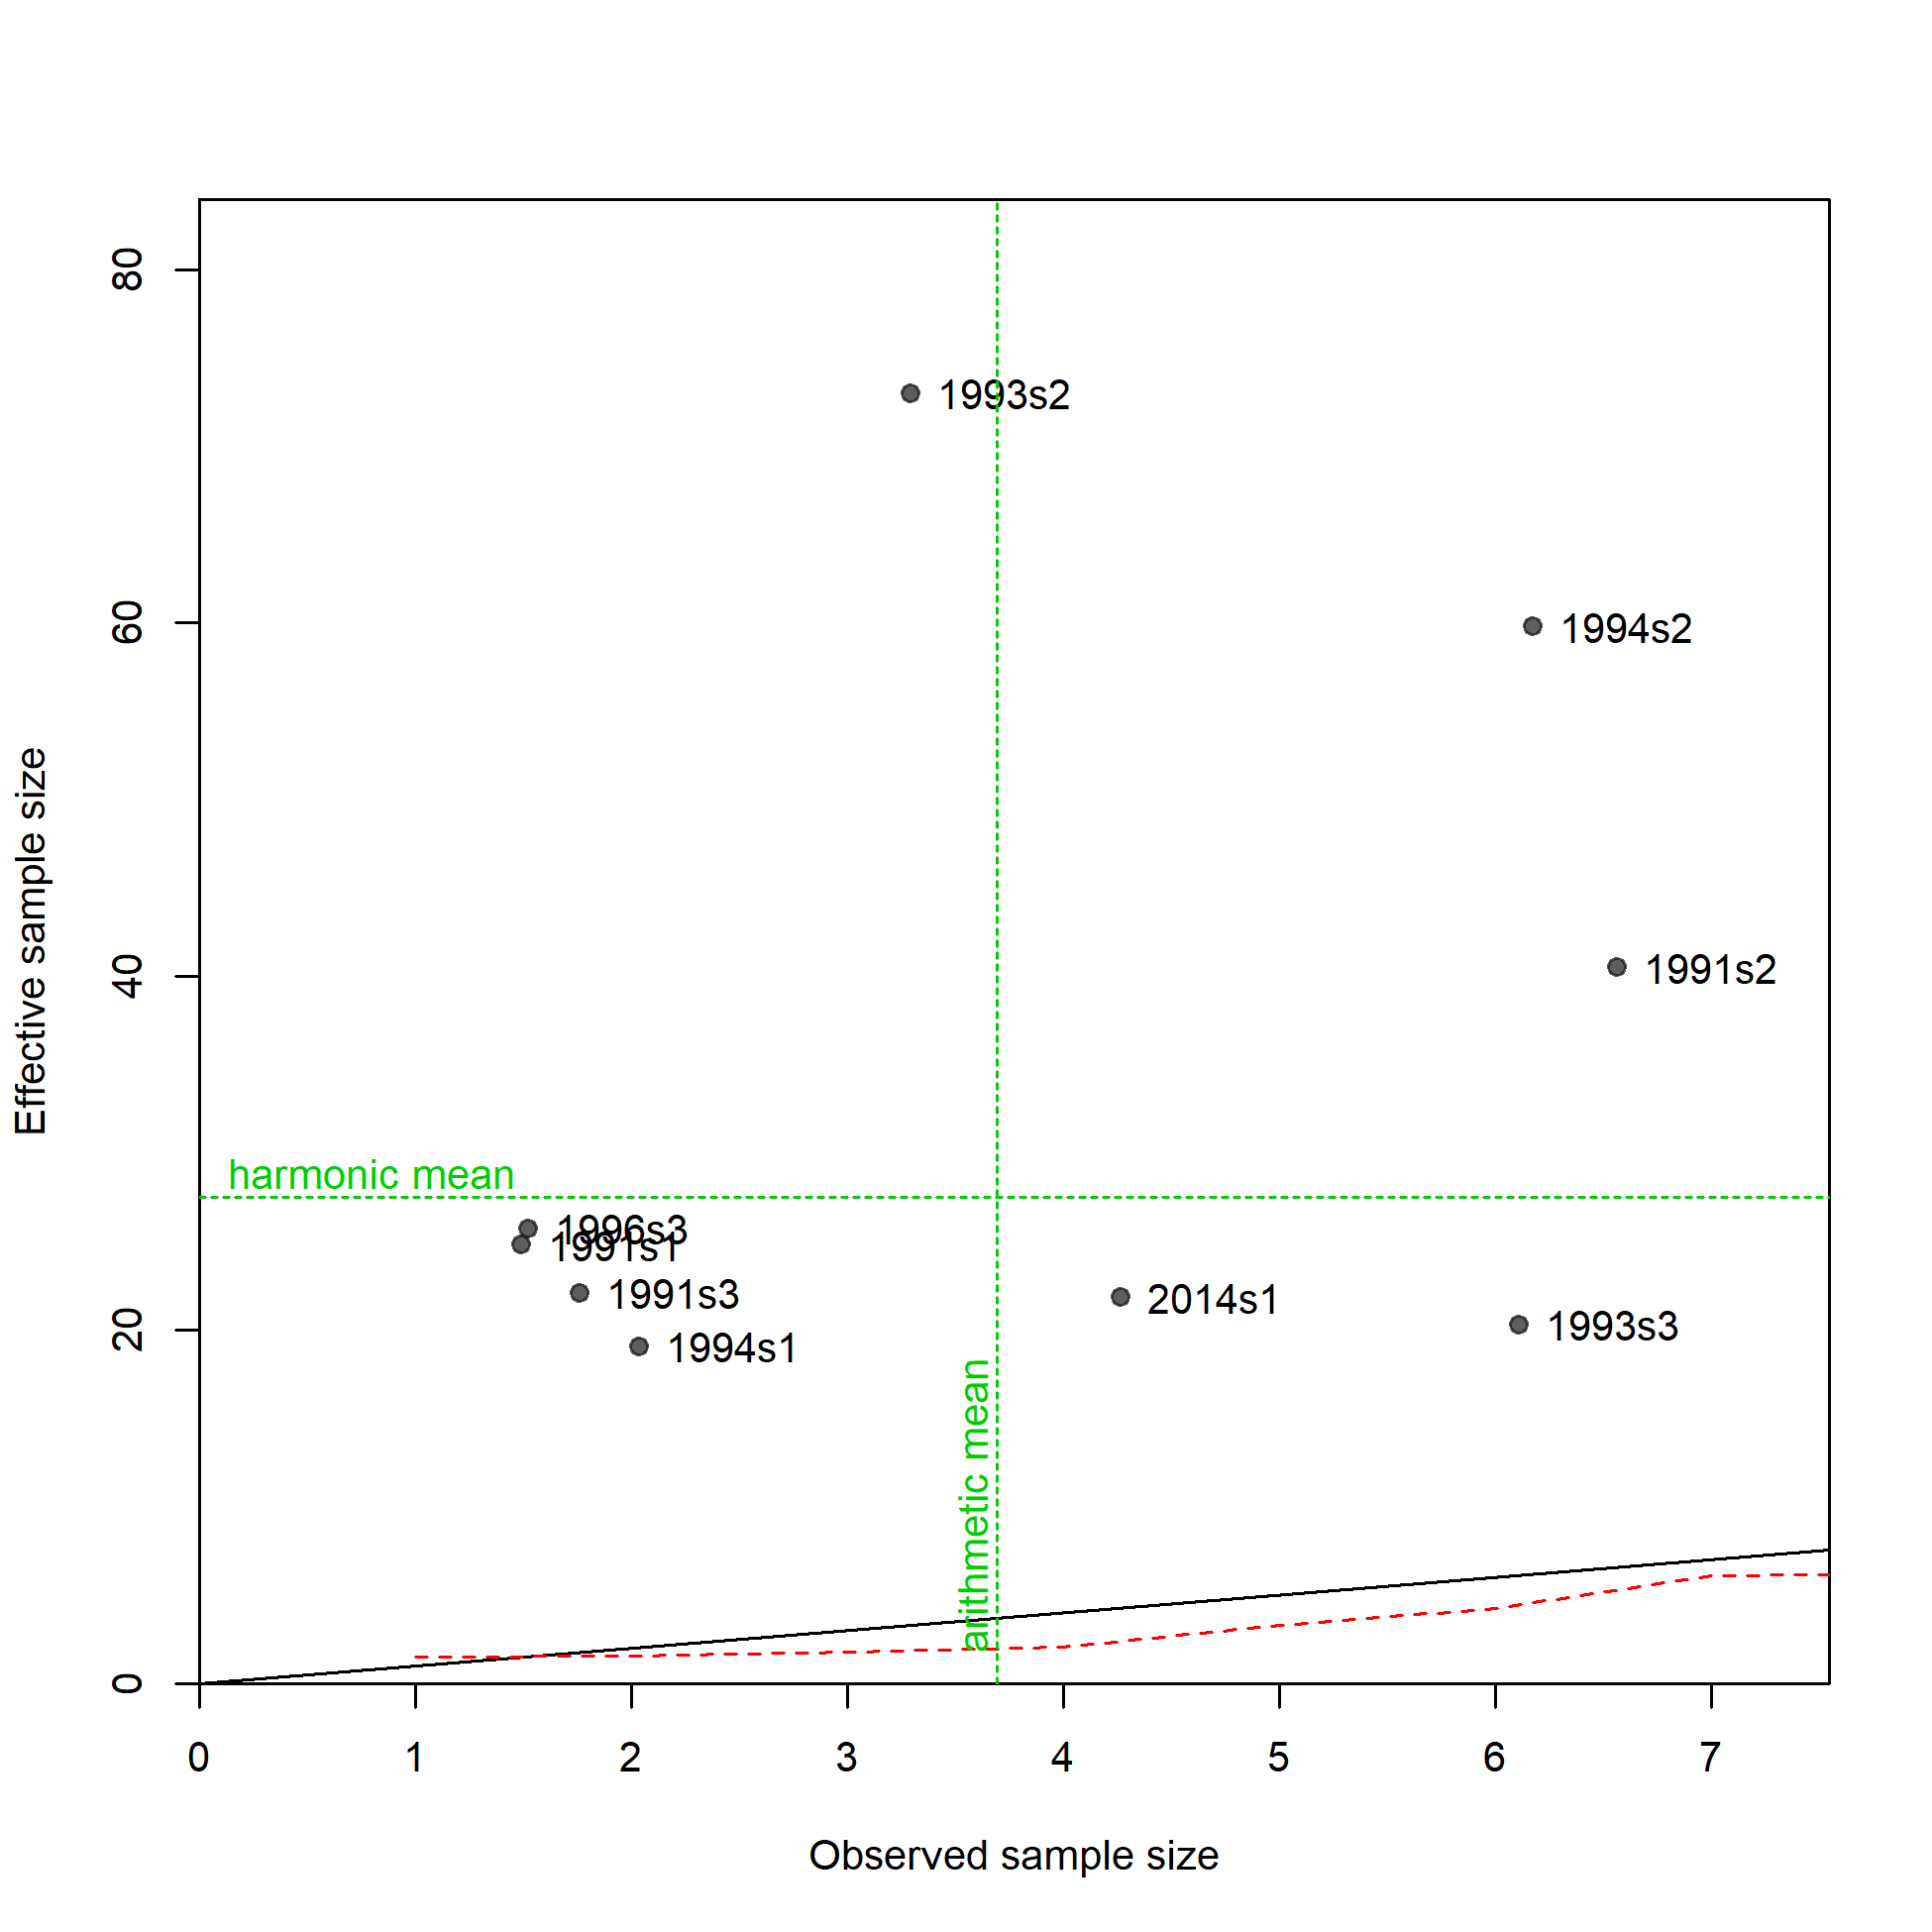 80
60
40
20
0
Effective sample size
1993s2
1994s2
1991s2
harmonic mean
1996s3
1991s1
1991s3
2014s1
1993s3
1994s1
arithmetic mean
0 1 2 3 4 5 6 7
Observed sample size